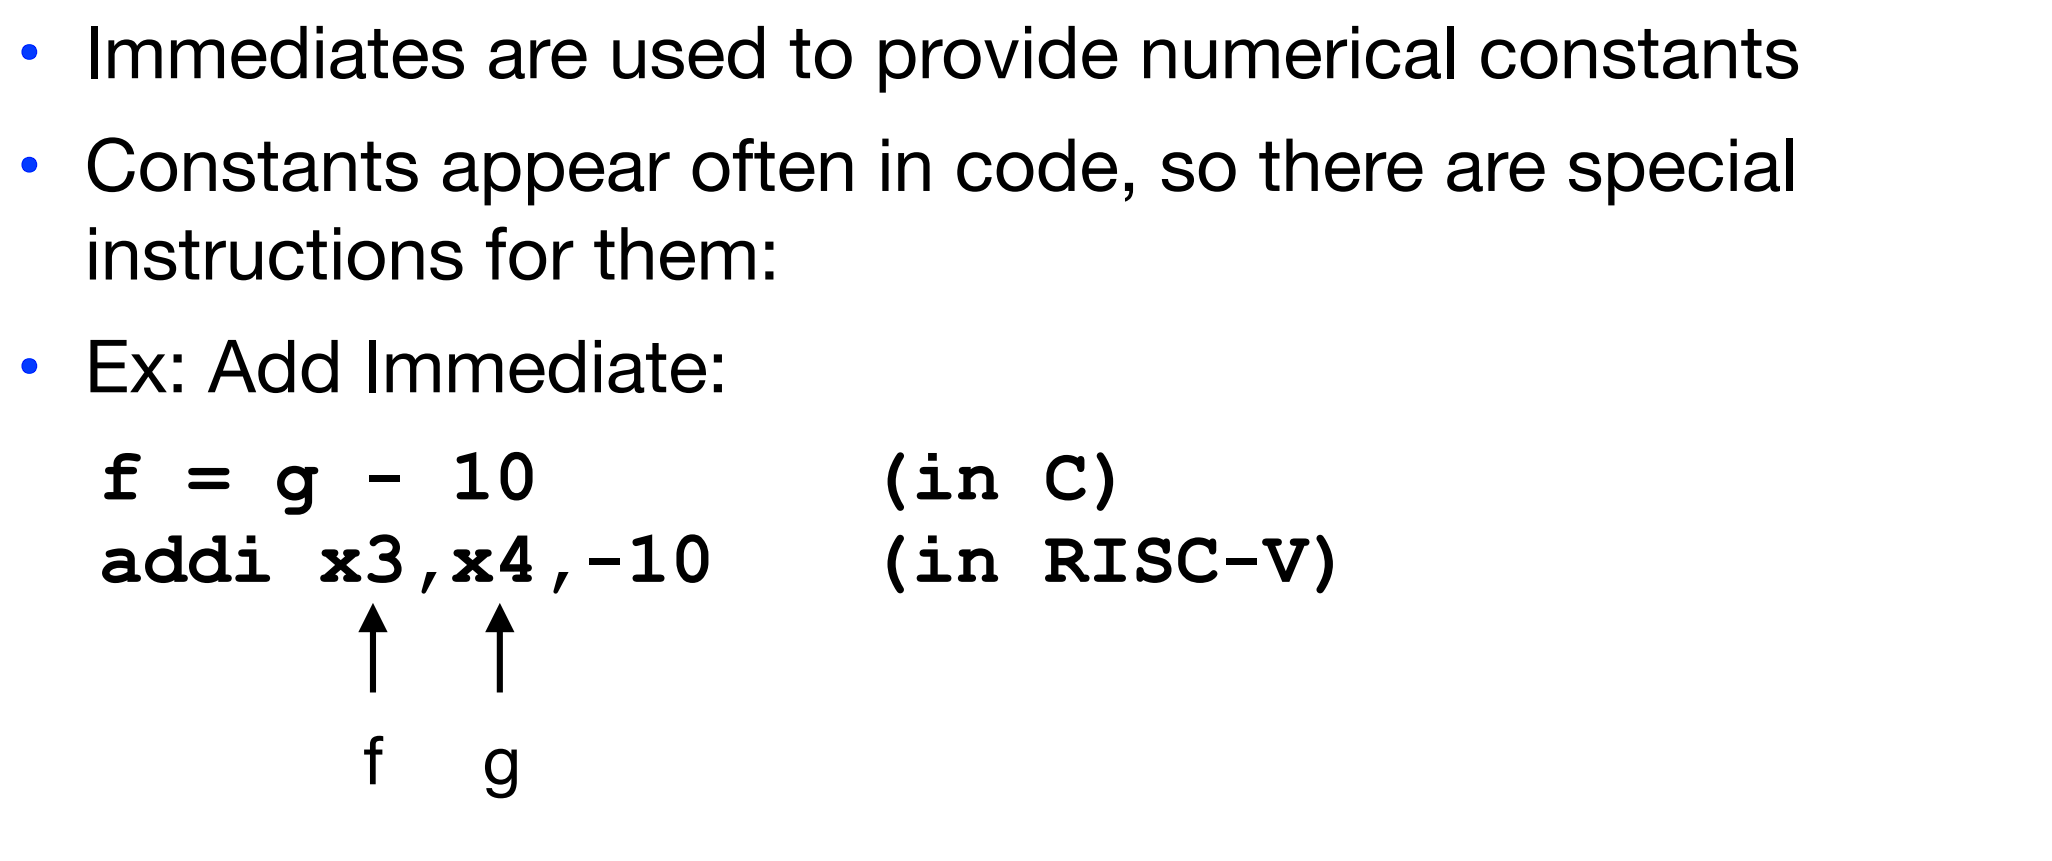 • Immediates are used to provide numerical constants
• Constants appear often in code, so there are special
instructions for them:
• Ex: Add Immediate:
f = g - 10 (in C)
addi x3,x4,-10 (in RISC-V)
f g